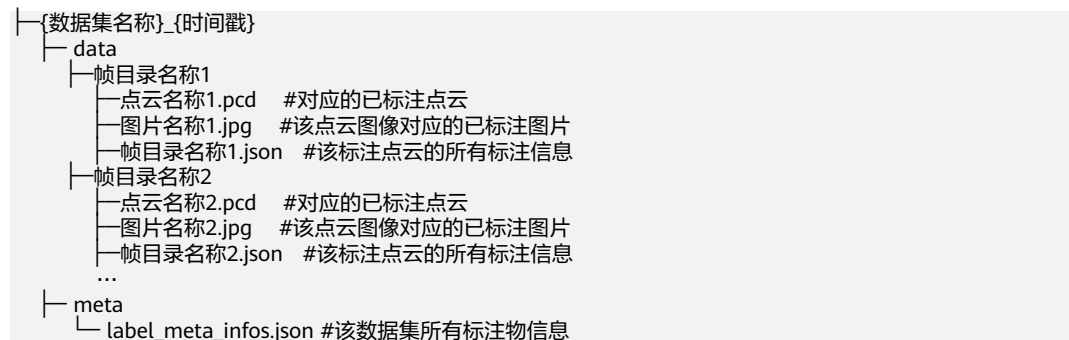 ├─{数据集名称}_{时间戳}
├─ data
├─帧目录名称1
├─点云名称1.pcd #对应的已标注点云
├─图片名称1.jpg #该点云图像对应的已标注图片
├─帧目录名称1.json #该标注点云的所有标注信息
├─帧目录名称2
├─点云名称2.pcd #对应的已标注点云
├─图片名称2.jpg #该点云图像对应的已标注图片
├─帧目录名称2.json #该标注点云的所有标注信息
…
├─ meta
└─ label_meta_infos.json #该数据集所有标注物信息